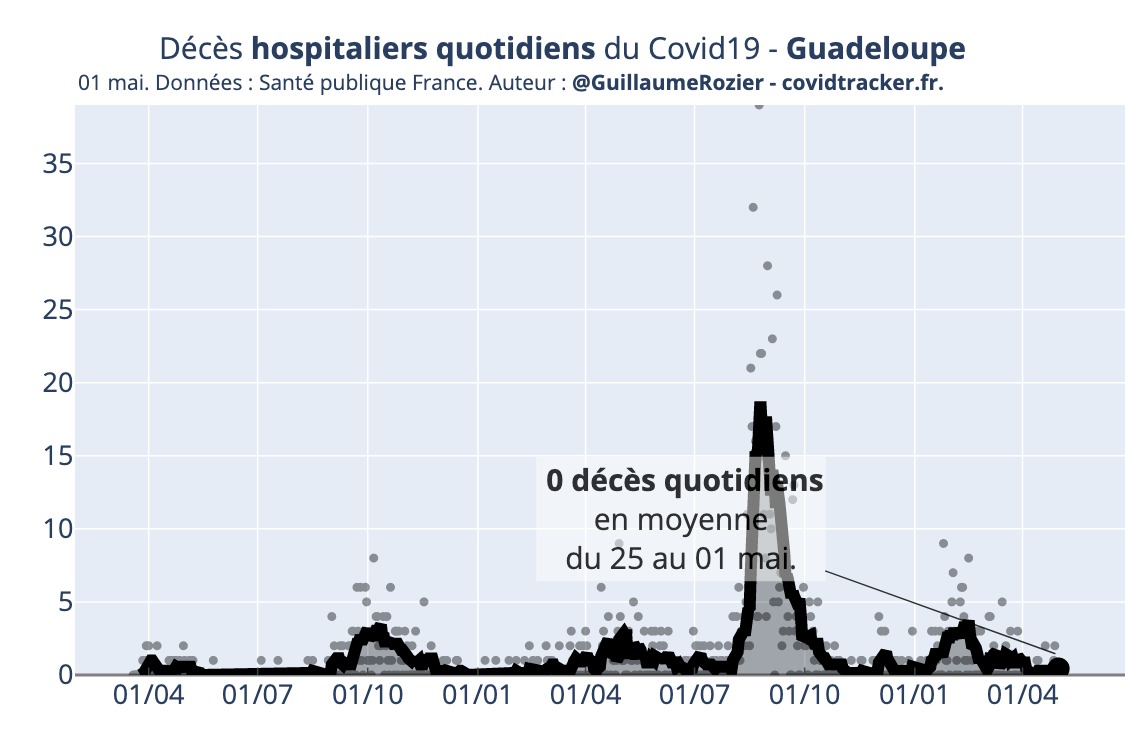 Décès hospitaliers quotidiens du Covid19 - Guadeloupe
01 mai. Données : Santé publique France. Auteur : @GuillaumeRozier - covidtracker.fr.
35
30
25
20
15
10
5
0
0 décès quotidiens
en moyenne
du 25 au 01 mai.
01/04 01/07 01/10 01/01 01/04 01/07 01/10 01/01 01/04